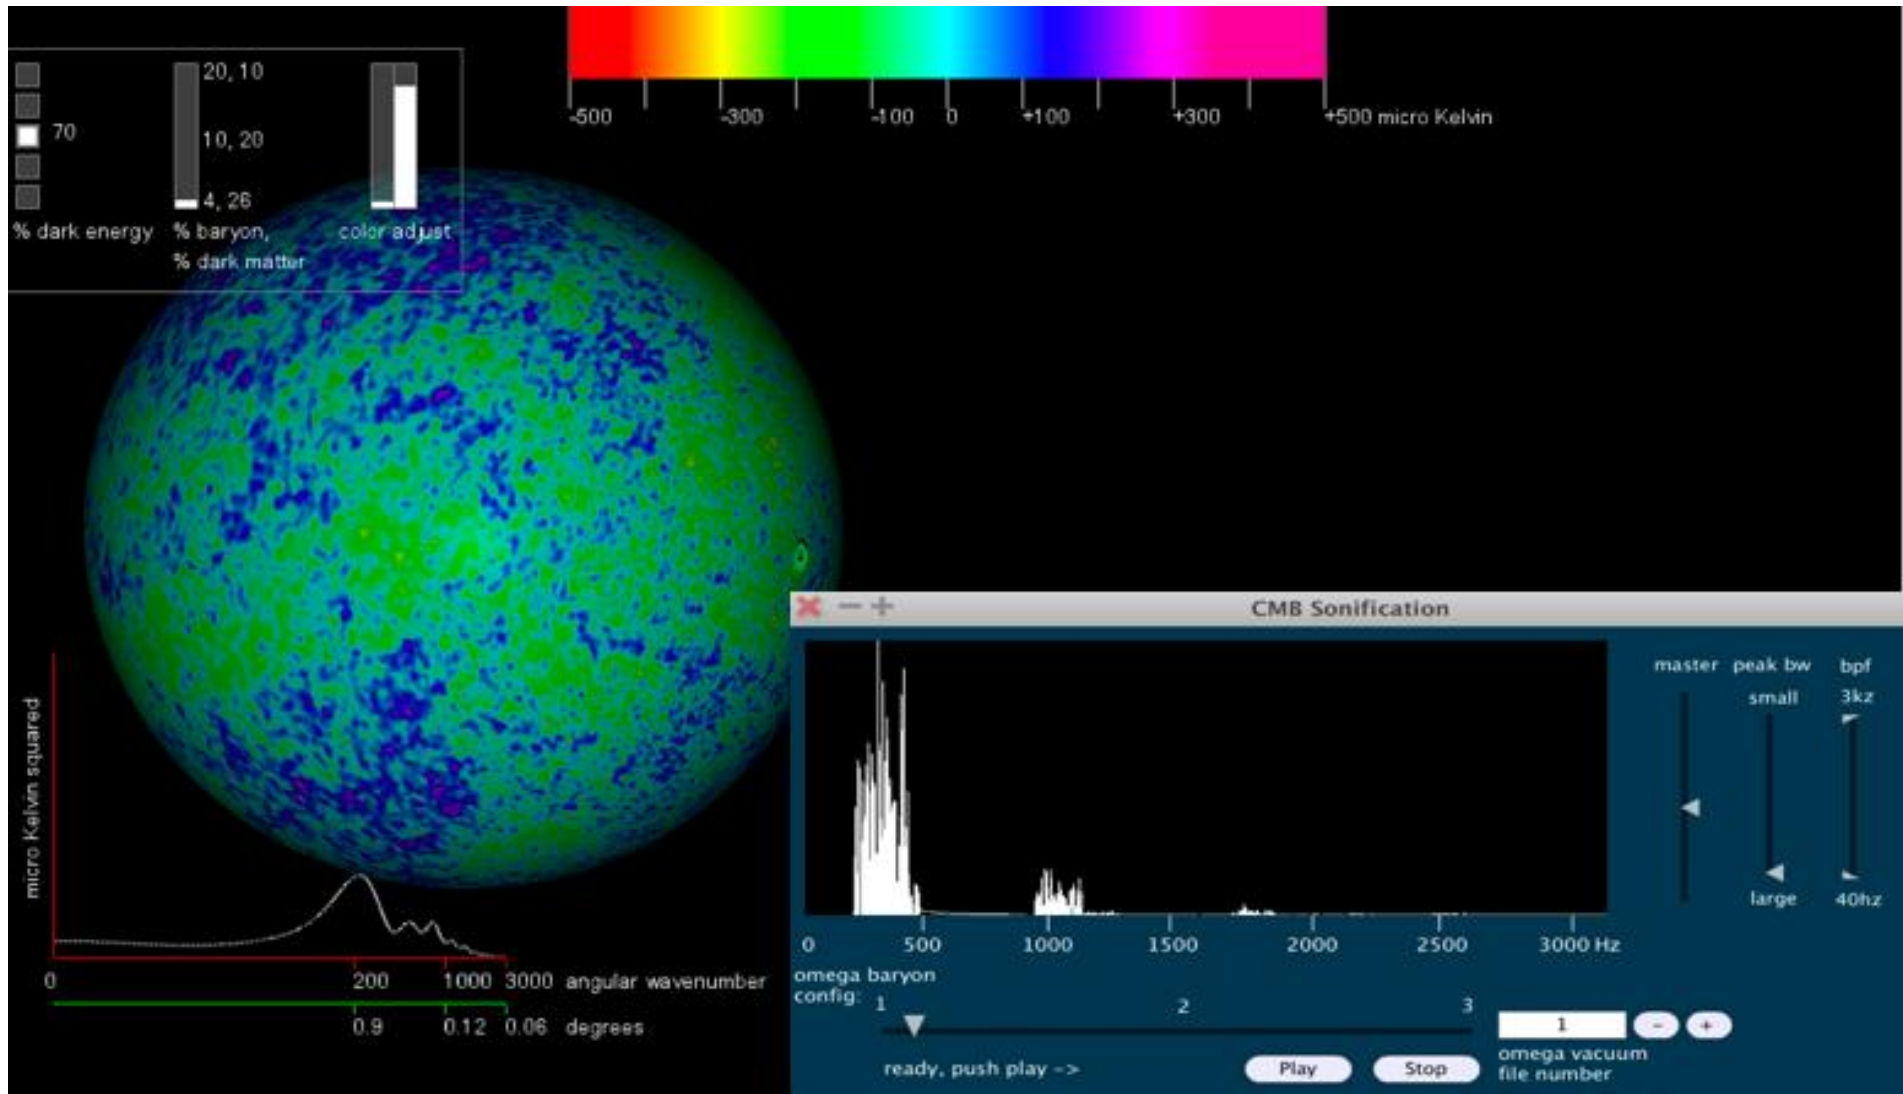 -500 -300 -100 0 +100 +300 +500 micro Kelvin
20, 10
70
10, 20
4, 26
% dark energy % baryon, color adjust
% dark matter
CMB Sonification
master peak bw bpf
small 3kz
large 40hz
micro Kelvin squared
0 200 1000 3000 angular wavenumber
0.9 0.12 0.06 degrees
0 500 1000 1500 2000 2500 3000 Hz
omega baryon
config: 1 2 3
1 - +
omega vacuum
file number
ready, push play -> Play Stop